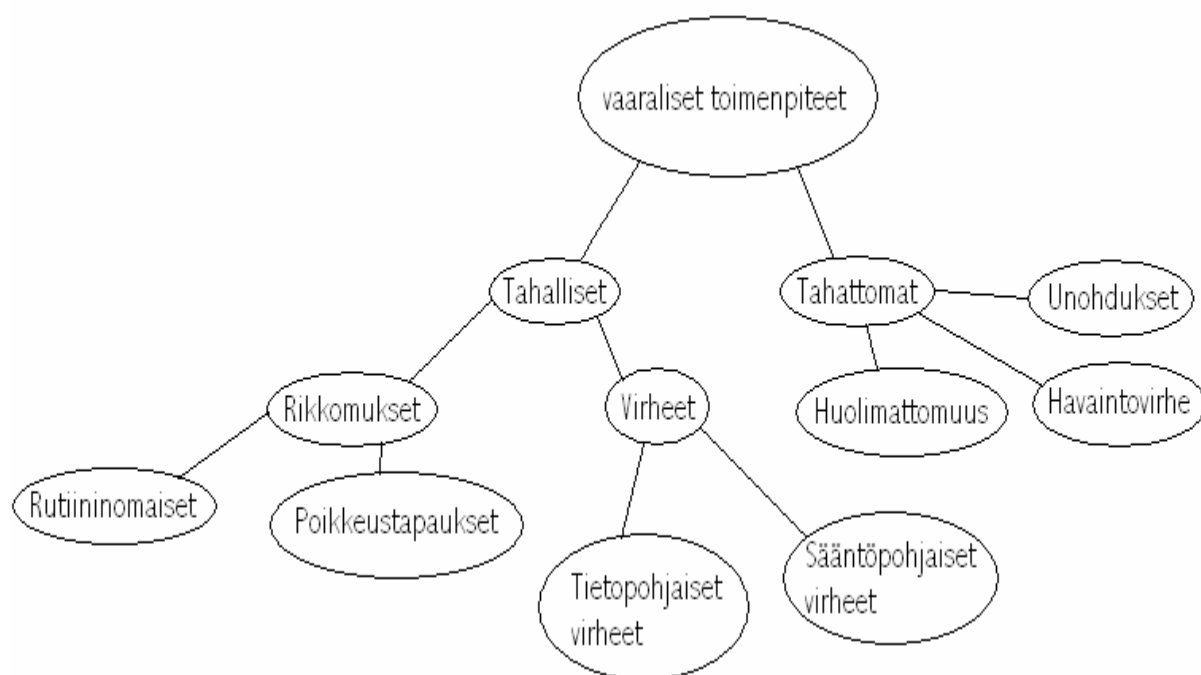 vaaraliset toimenpiteet
Tahalliset
Tahattomat
Unohdukset
Rikkomukset
Virheet
Huolimattomuus
Havaintovirhe
Rutiininomaiset
Poikkeustapaukset
Tietopohjaiset
virheet
Sääntöpohjaiset
virheet